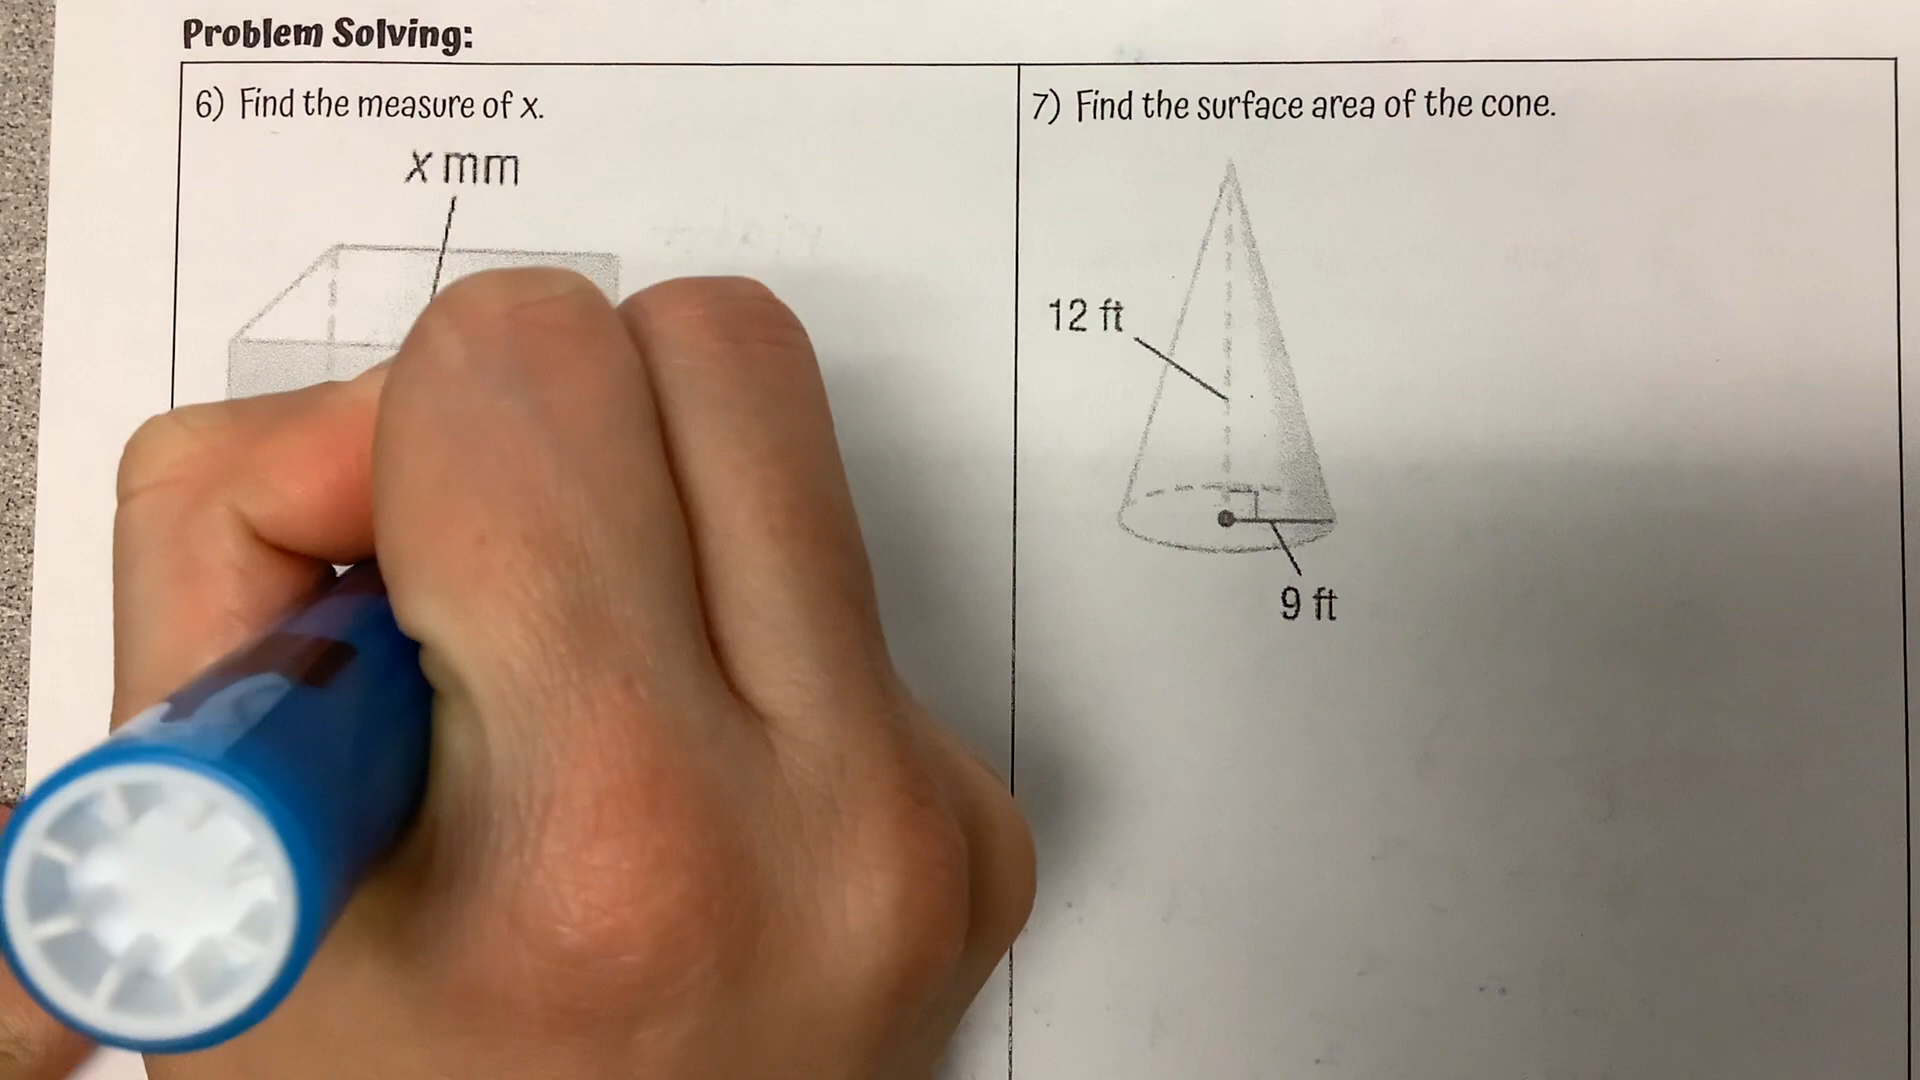 Problem Solving:
6) Find the measure of x.
x mm
7) Find the surface area of the cone.
12 ft
9 ft